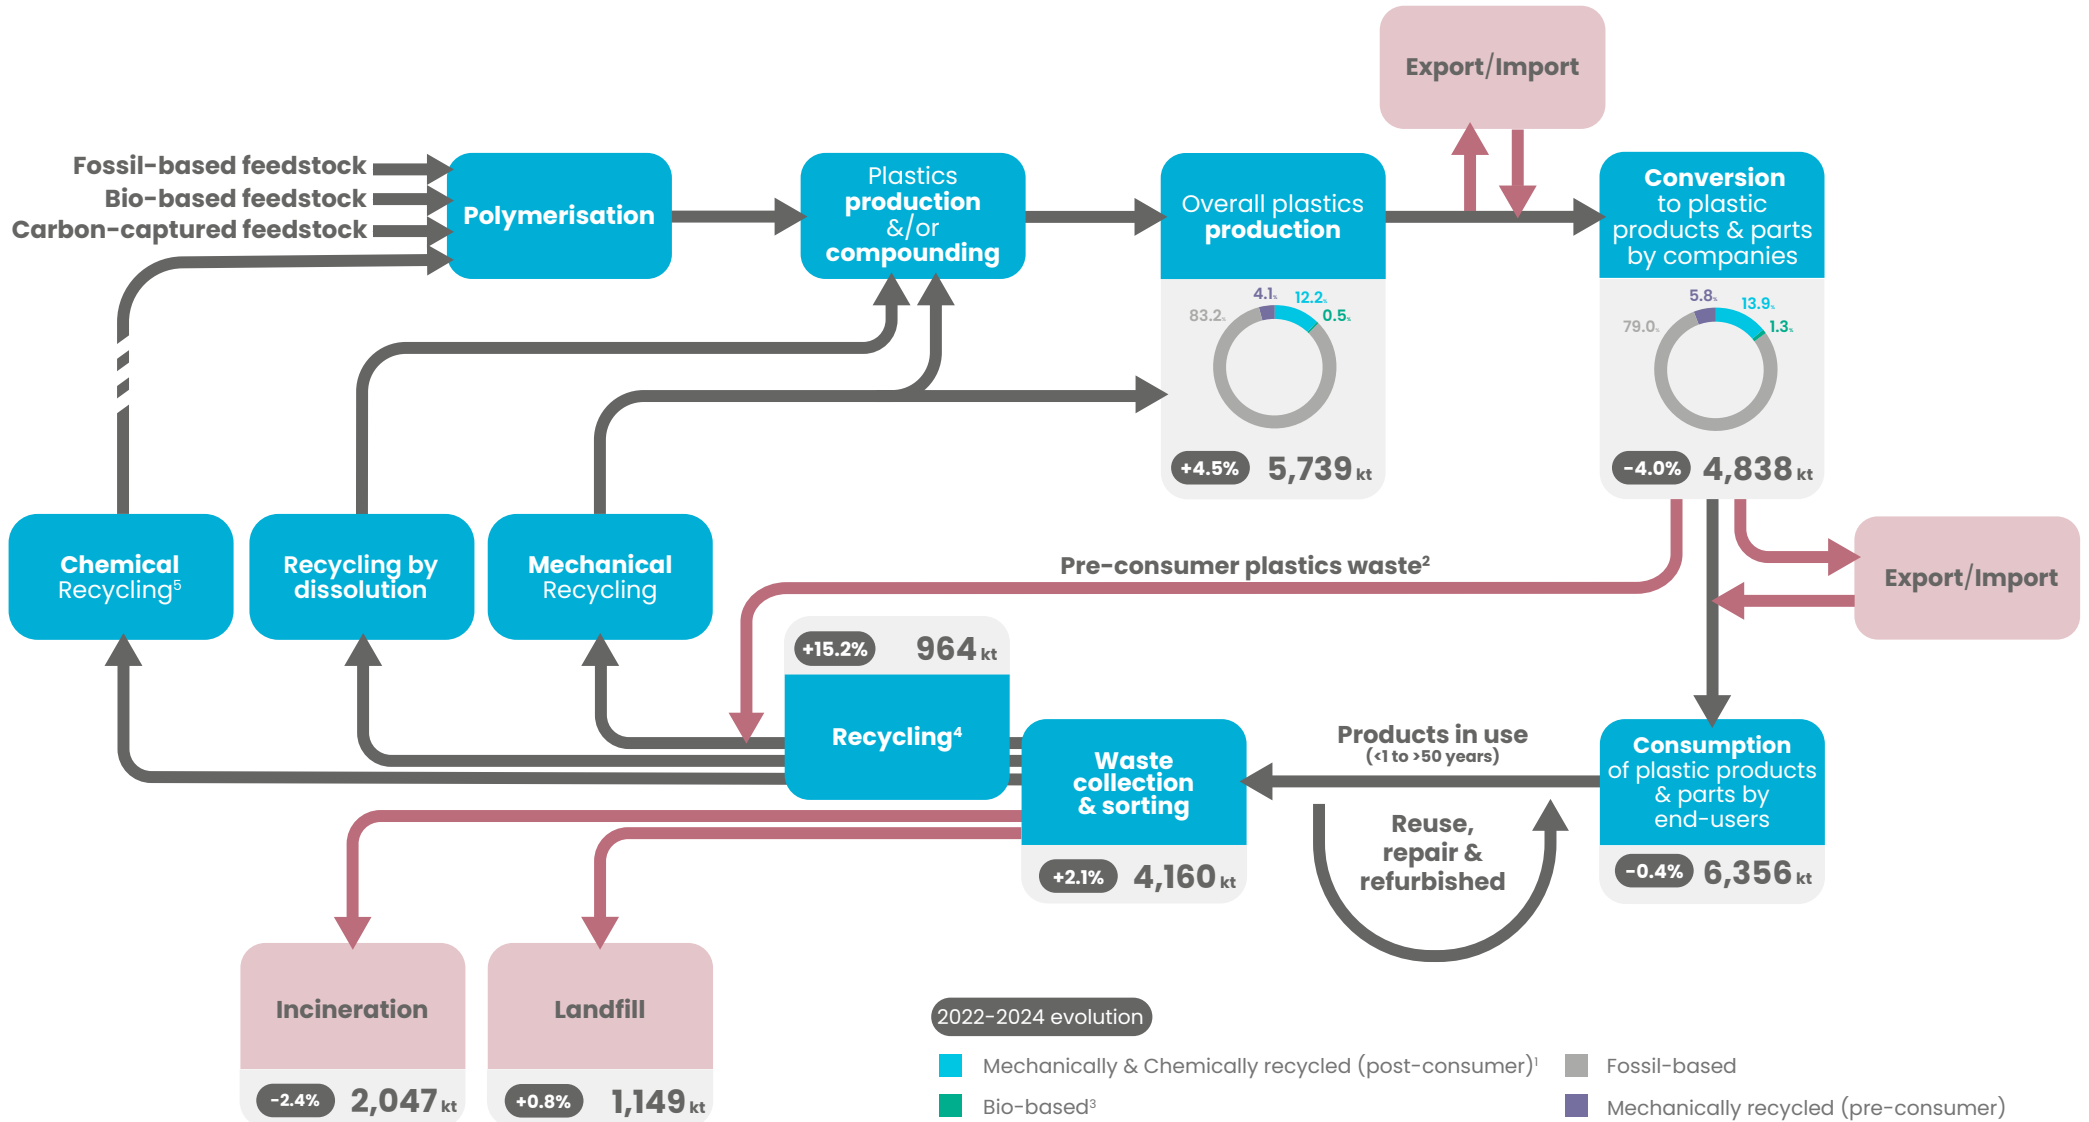 Export/Import
Fossil-based feedstock
Bio-based feedstock
Carbon-captured feedstock
Polymerisation
Plastics
production
&/or
compounding
Overall plastics
production
4.1%
12.2%
83.2%
0.5%
+4.5%
5,739 kt
Conversion
to plastic
products & parts
by companies
5.8%
13.9%
79.0%
1.3%
-4.0%
4,838 kt
Chemical
Recycling⁵
Recycling by
dissolution
Mechanical
Recycling
Pre-consumer plastics waste²
Export/Import
+15.2%
964 kt
Recycling⁴
Waste
collection
& sorting
+2.1%
4,160 kt
Products in use
(<1 to >50 years)
Reuse,
repair &
refurbished
Consumption
of plastic products
& parts by
end-users
-0.4%
6,356 kt
Incineration
-2.4%
2,047 kt
Landfill
+0.8%
1,149 kt
2022-2024 evolution
Mechanically & Chemically recycled (post-consumer)¹
Fossil-based
Bio-based³
Mechanically recycled (pre-consumer)